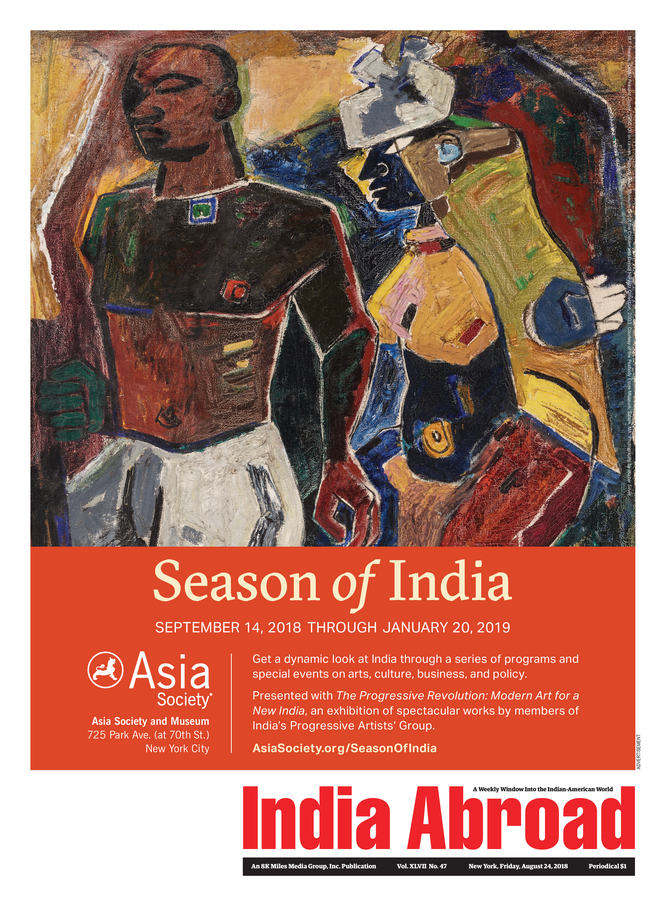 Season of India
SEPTEMBER 14, 2018 THROUGH JANUARY 20, 2019
Asia
Society
Asia Society and Museum
725 Park Ave. (at 70th St.)
New York City
Get a dynamic look at India through a series of programs and
special events on arts, culture, business, and policy.
Presented with The Progressive Revolution: Modern Art for a
New India, an exhibition of spectacular works by members of
India's Progressive Artists' Group.
AsiaSociety.org/SeasonOfIndia
ADVERTISEMENT
A Weekly Window Into the Indian-American World
India Abroad
An 8K Miles Media Group, Inc. Publication Vol. XLVII No. 47 New York, Friday, August 24, 2018 Periodical $1